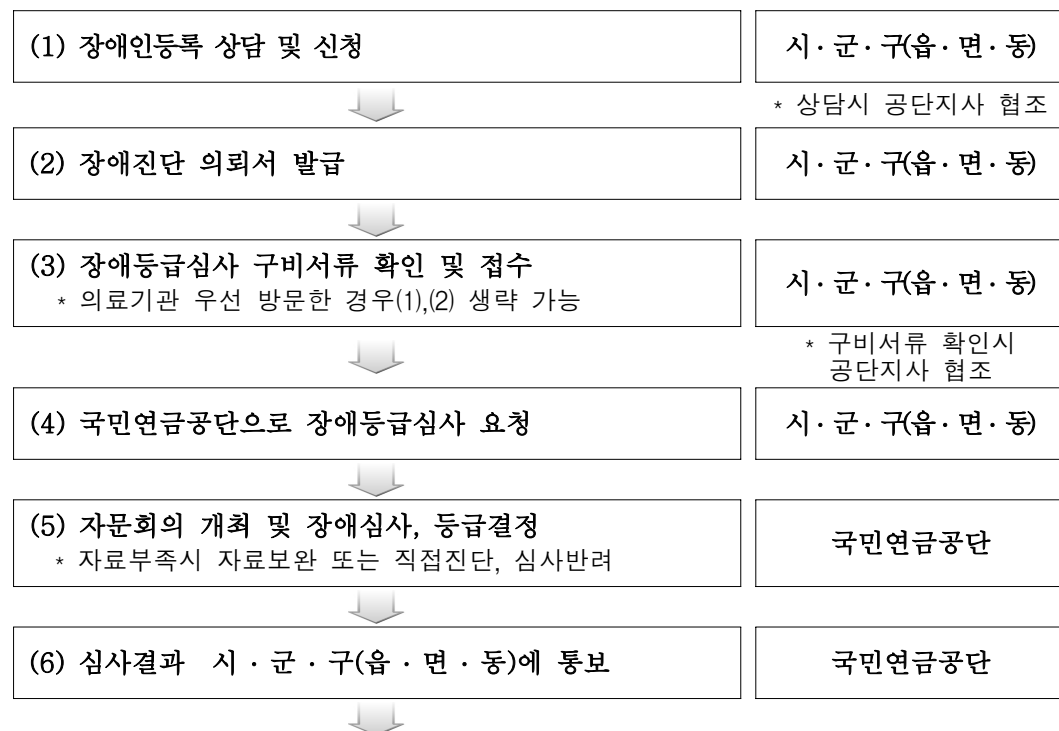 (1) 장애인등록 상담 및 신청
시·군·구(읍·면·동)
* 상담시 공단지사 협조
(2) 장애진단 의뢰서 발급
시·군·구(읍·면·동)
(3) 장애등급심사 구비서류 확인 및 접수
* 의료기관 우선 방문한 경우(1),(2) 생략 가능
시·군·구(읍·면·동)
* 구비서류 확인시
공단지사 협조
(4) 국민연금공단으로 장애등급심사 요청
시·군·구(읍·면·동)
(5) 자문회의 개최 및 장애심사, 등급결정
* 자료부족시 자료보완 또는 직접진단, 심사반려
국민연금공단
(6) 심사결과 시·군·구(읍·면·동)에 통보
국민연금공단